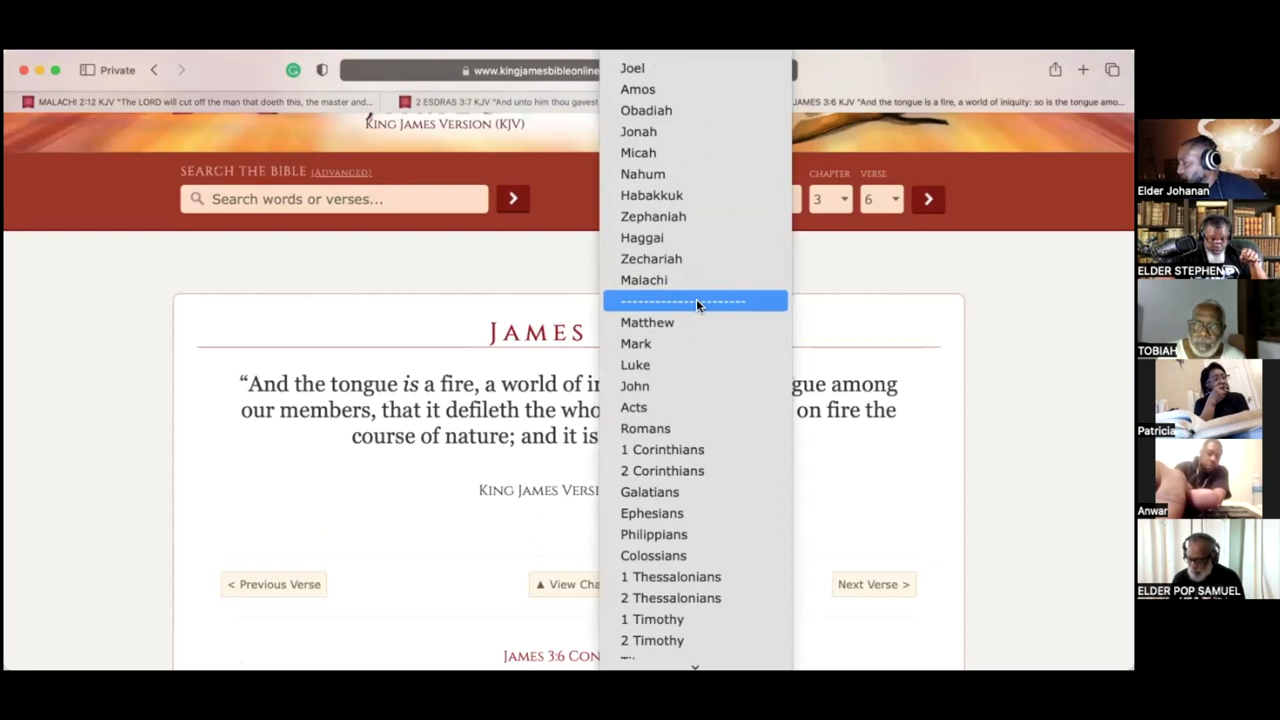 Private
www.kingjamesbibleonline
MALACHI 2:12 KJV "The LORD will cut off the man that doeth this, the master and...
2 ESDRAS 3:7 KJV "And unto him thou gavest
JAMES 3:6 KJV "And the tongue is a fire, a world of iniquity: so is the tongue amo...
KING JAMES VERSION (KJV)
SEARCH THE BIBLE (ADVANCED)
Search words or verses...
CHAPTER VERSE
3 6
JAMES
“And the tongue is a fire, a world of in gue among
our members, that it defileth the who on fire the
course of nature; and it is
KING JAMES VERSI
< Previous Verse
▲ View Cha
Next Verse >
JAMES 3:6 CON
Joel
Amos
Obadiah
Jonah
Micah
Nahum
Habakkuk
Zephaniah
Haggai
Zechariah
Malachi
-----------------------
Matthew
Mark
Luke
John
Acts
Romans
1 Corinthians
2 Corinthians
Galatians
Ephesians
Philippians
Colossians
1 Thessalonians
2 Thessalonians
1 Timothy
2 Timothy
Elder Johanan
ELDER STEPHEN
TOBIAH
Patricia
Anwar
ELDER POP SAMUEL